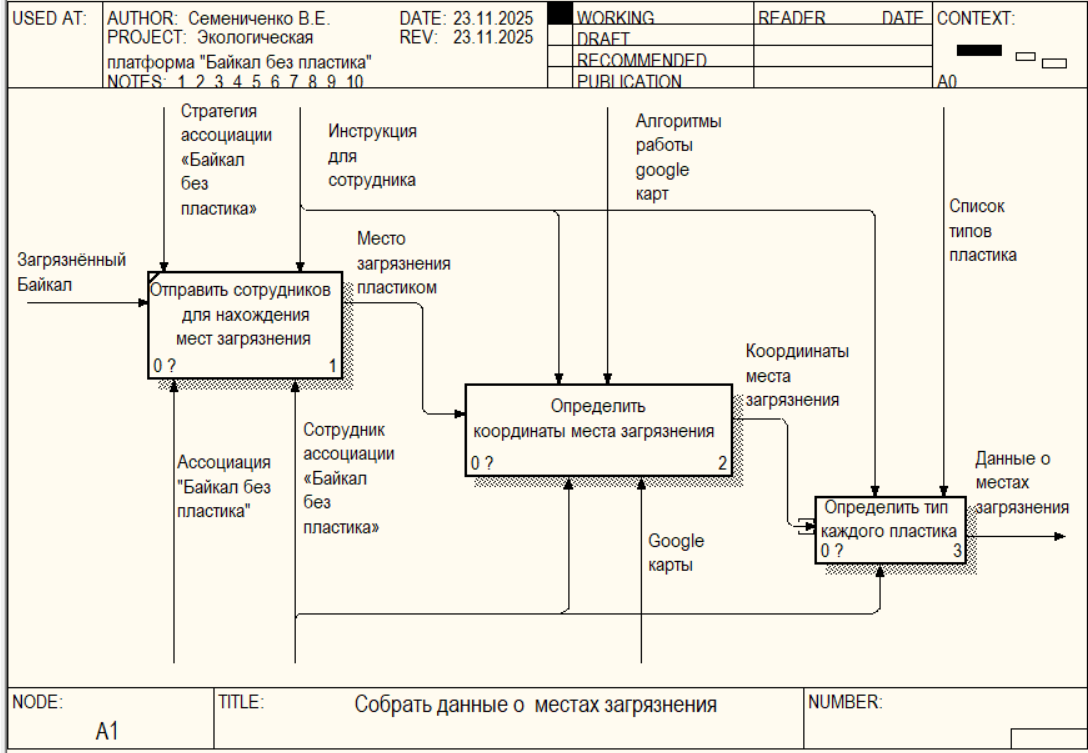 USED AT:
AUTHOR: Семениченко В.Е.
DATE: 23.11.2025
PROJECT: Экологическая
REV: 23.11.2025
платформа "Байкал без пластика"
NOTES: 1 2 3 4 5 6 7 8 9 10
WORKING
DRAFT
RECOMMENDED
PUBLICATION
READER
DATE
CONTEXT:
A0
Стратегия
ассоциации
«Байкал
без
пластика»
Инструкция
для
сотрудника
Алгоритмы
работы
google
карт
Список
типов
пластика
Загрязнённый
Байкал
Место
загрязнения
пластиком
Отправить сотрудников
для нахождения
мест загрязнения
0 ?
1
Координаты
места
загрязнения
Определить
координаты места загрязнения
0 ?
2
Ассоциация
"Байкал без
пластика"
Сотрудник
ассоциации
«Байкал
без
пластика»
Google
карты
Данные о
местах
загрязнения
Определить тип
каждого пластика
0 ?
3
NODE:
A1
TITLE:
Собрать данные о местах загрязнения
NUMBER: